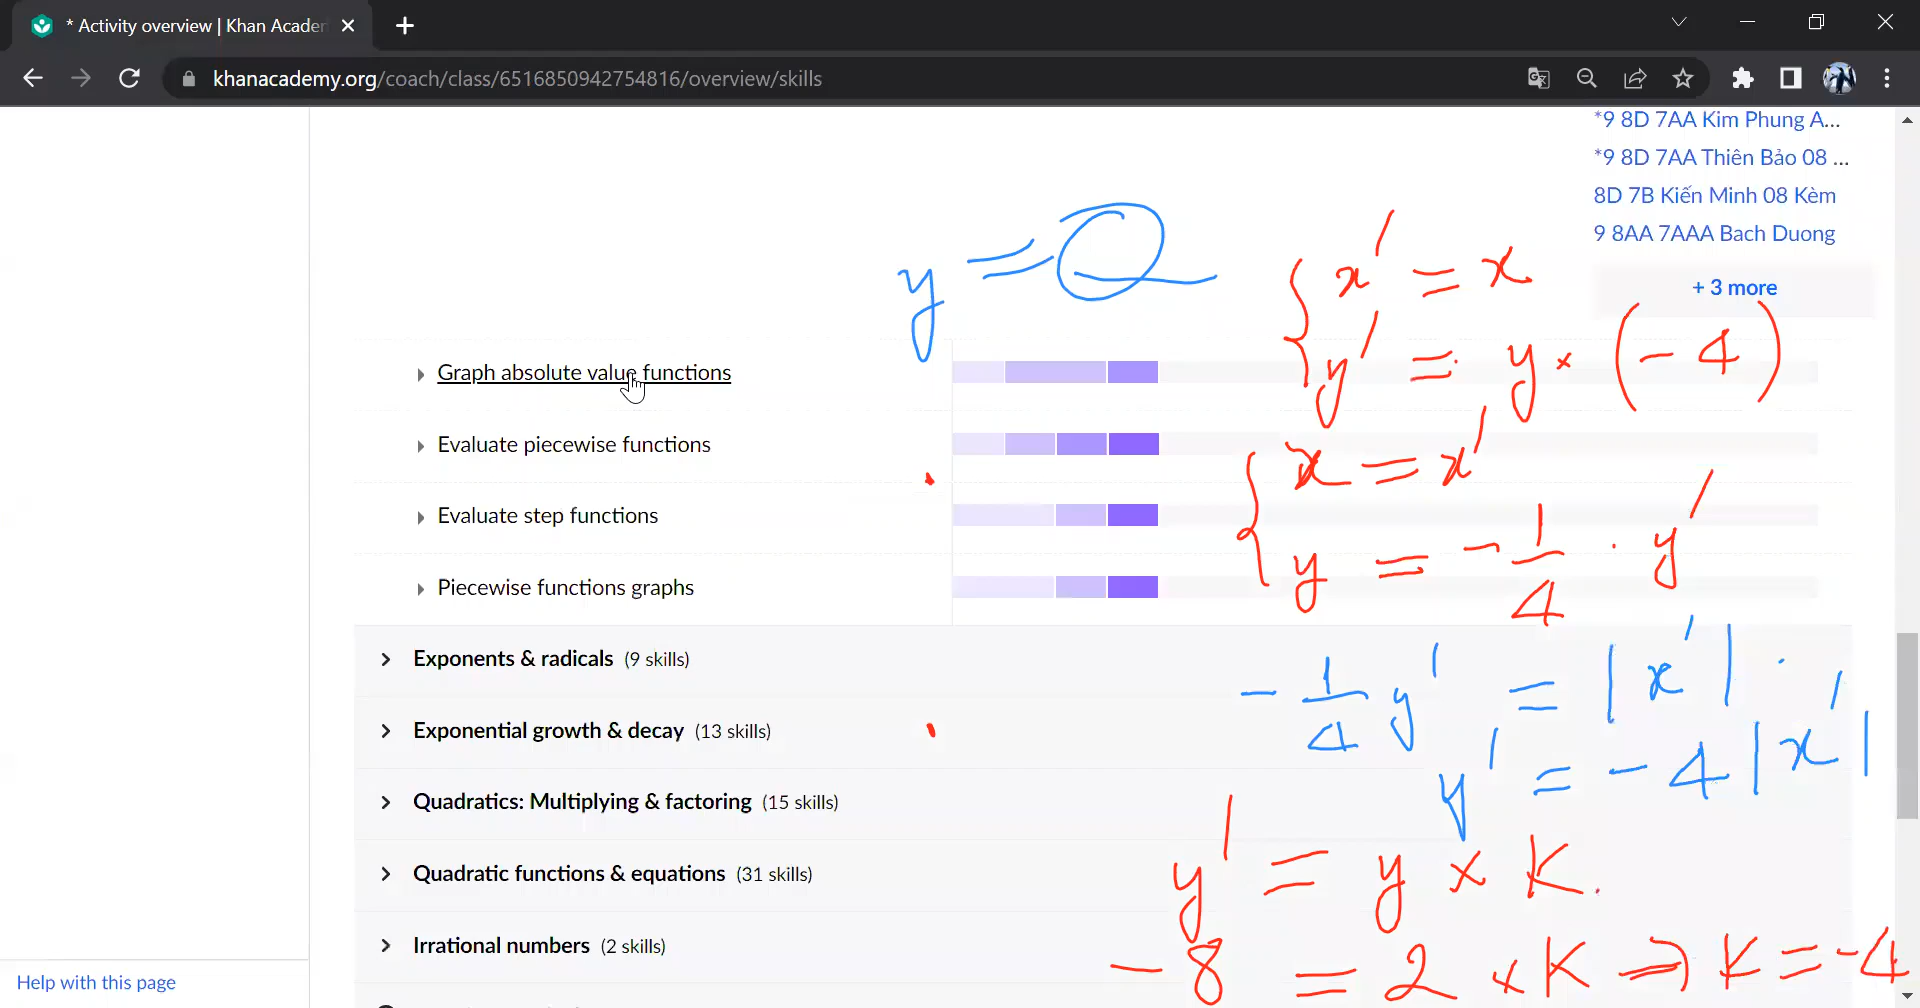 * Activity overview | Khan Acader
khanacademy.org/coach/class/6516850942754816/overview/skills
*9 8D 7AA Kim Phung A...
*9 8D 7AA Thiên Bảo 08 ...
8D 7B Kiến Minh 08 Kèm
9 8AA 7AAA Bach Duong
+ 3 more
y =
x' = x
y' = y × (-4)
Graph absolute value functions
Evaluate piecewise functions
x = x'
Evaluate step functions
y = -1/4 . y'
Piecewise functions graphs
Exponents & radicals (9 skills)
-1/4 y' = |x'| .
Exponential growth & decay (13 skills)
y' = -4|x'|
Quadratics: Multiplying & factoring (15 skills)
Quadratic functions & equations (31 skills)
y' = y × K.
Irrational numbers (2 skills)
-8 = 2 × K => K = -4
Help with this page